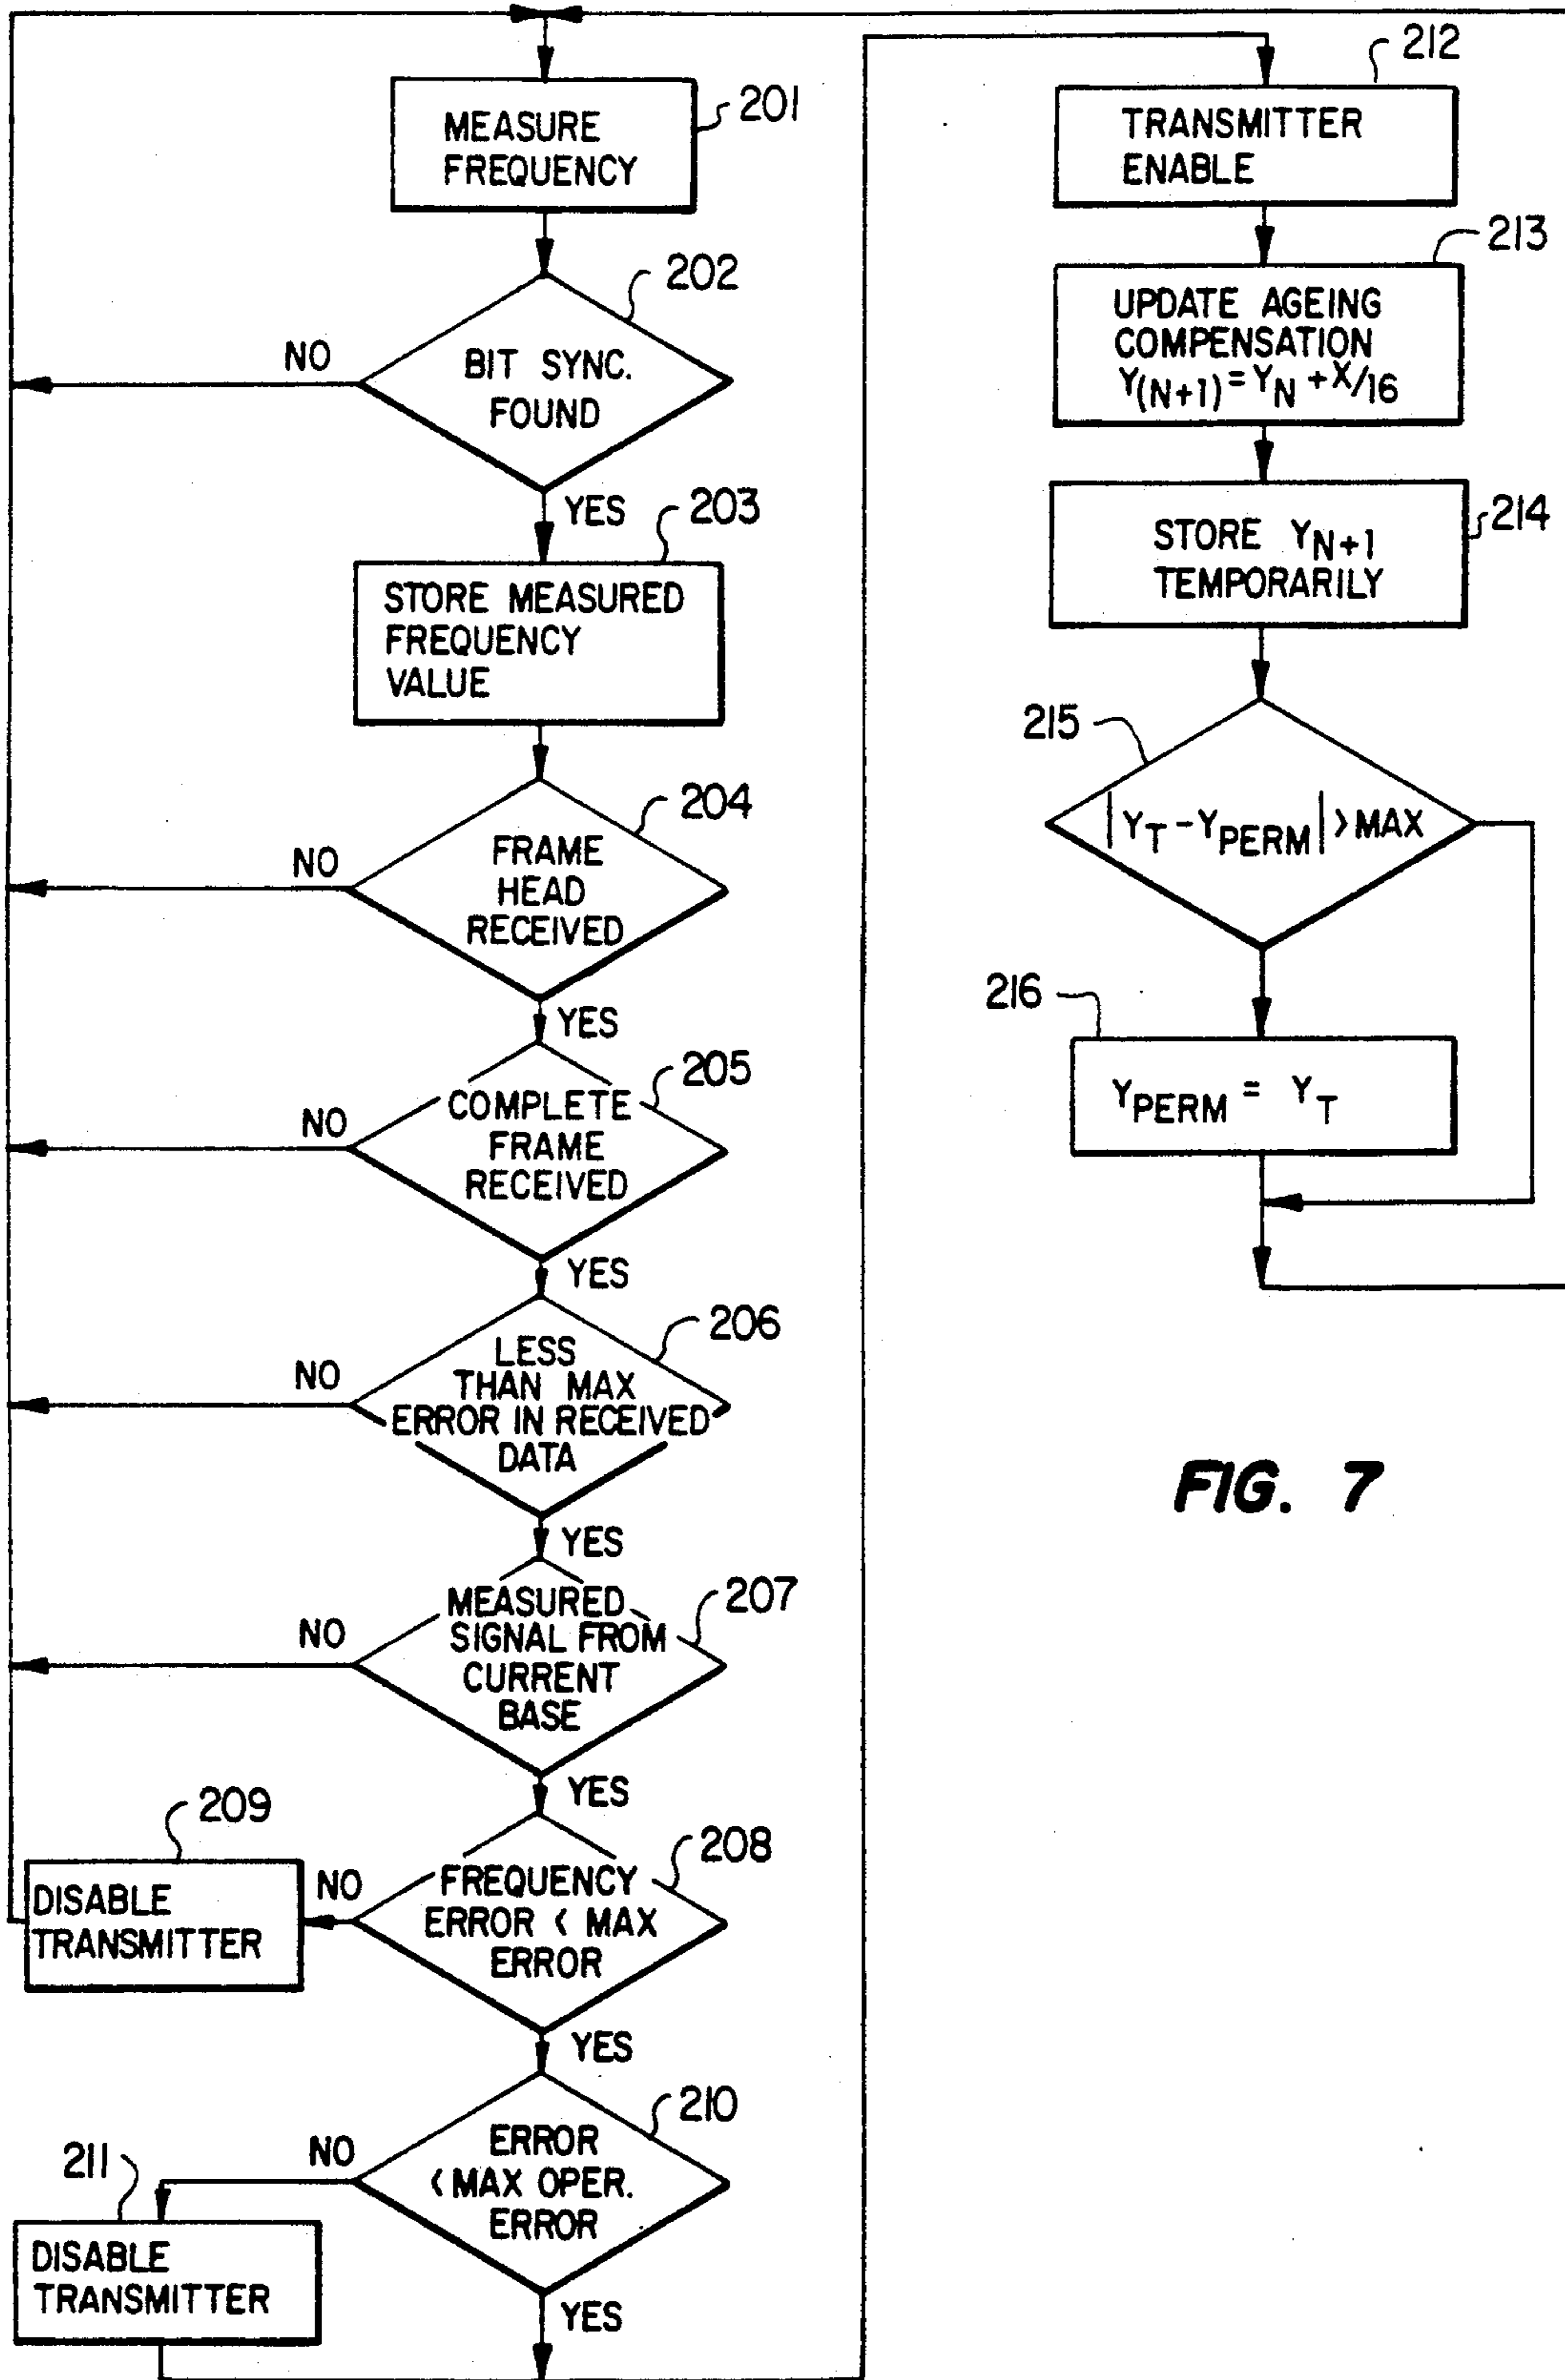 MEASURE
FREQUENCY
201
BIT SYNC.
FOUND
202
NO
YES
STORE MEASURED
FREQUENCY
VALUE
203
FRAME
HEAD
RECEIVED
204
NO
YES
COMPLETE
FRAME
RECEIVED
205
NO
YES
LESS
THAN MAX
ERROR IN RECEIVED
DATA
206
NO
YES
MEASURED
SIGNAL FROM
CURRENT
BASE
207
NO
YES
FREQUENCY
ERROR < MAX
ERROR
208
NO
209
DISABLE
TRANSMITTER
YES
ERROR
< MAX OPER.
ERROR
210
NO
211
DISABLE
TRANSMITTER
YES
212
TRANSMITTER
ENABLE
213
UPDATE AGEING
COMPENSATION
Y(N+1) = YN + X/16
214
STORE YN+1
TEMPORARILY
215
|YT - YPERM| > MAX
216
YPERM = YT
FIG. 7